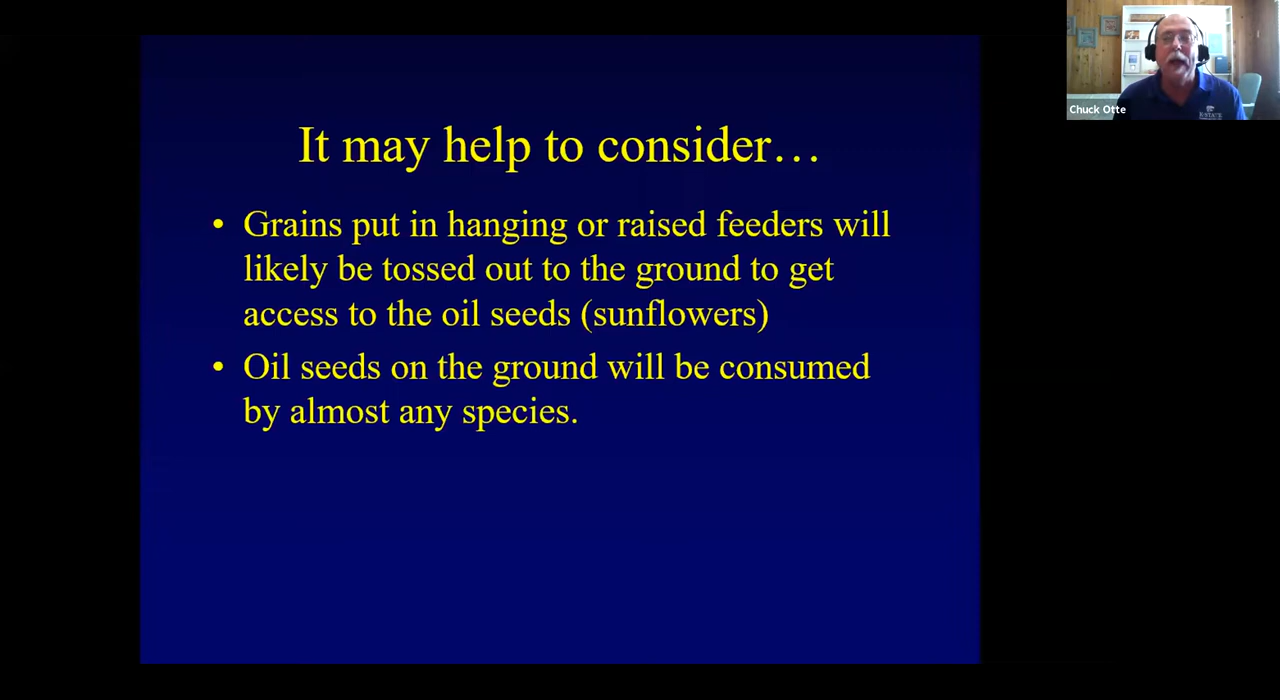 It may help to consider…
• Grains put in hanging or raised feeders will
likely be tossed out to the ground to get
access to the oil seeds (sunflowers)
• Oil seeds on the ground will be consumed
by almost any species.
Chuck Otte